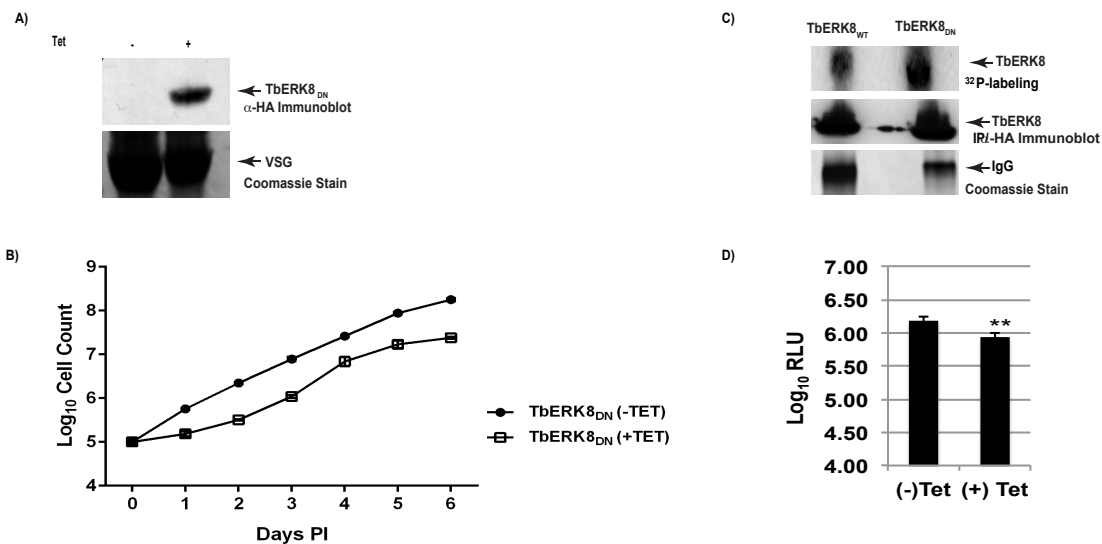 A)
Tet - +
TbERK8DN
α-HA Immunoblot
VSG
Coomassie Stain
B)
Log10 Cell Count
9
8
7
6
5
4
0 1 2 3 4 5 6
Days PI
TbERK8DN (-TET)
TbERK8DN (+TET)
C)
TbERK8WT TbERK8DN
TbERK8
32P-labeling
TbERK8
-HA Immunoblot
IgG
Coomassie Stain
D)
Log10 RLU
7.00
6.50
6.00
5.50
5.00
4.50
4.00
**
(-)Tet (+) Tet